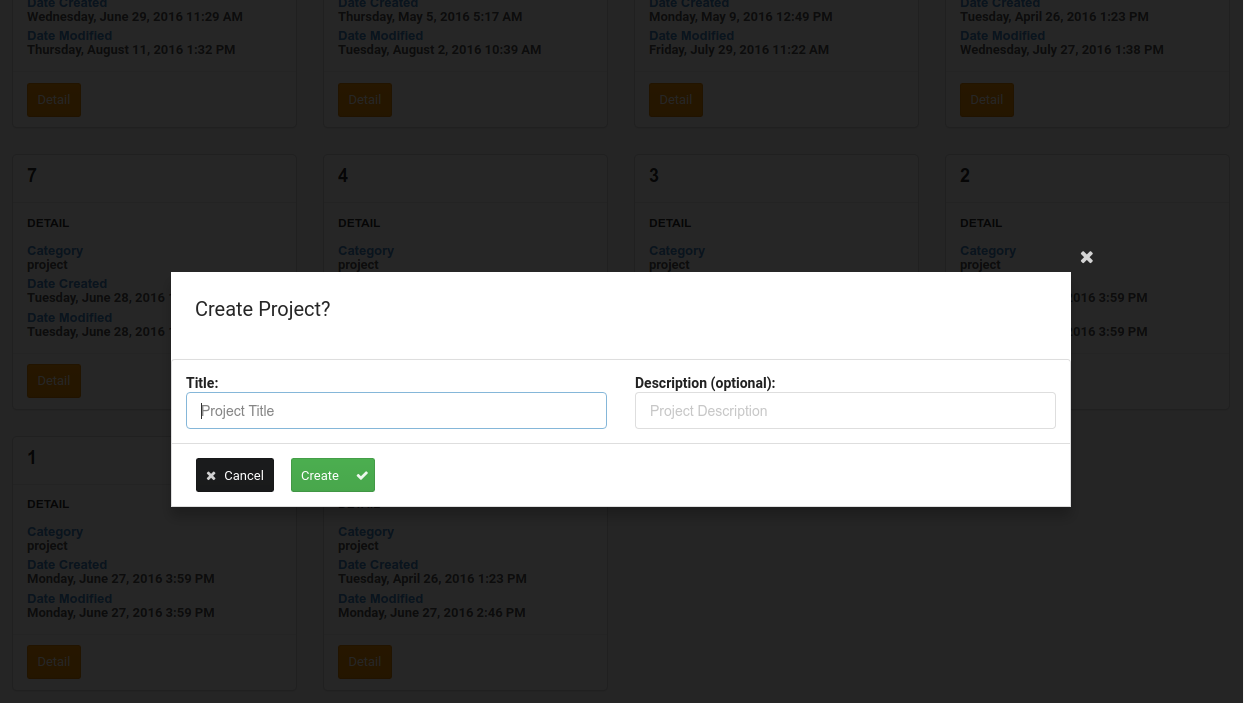 Date Created
Wednesday, June 29, 2016 11:29 AM
Date Modified
Thursday, August 11, 2016 1:32 PM
Detail
Date Created
Thursday, May 5, 2016 5:17 AM
Date Modified
Tuesday, August 2, 2016 10:39 AM
Detail
Date Created
Monday, May 9, 2016 12:49 PM
Date Modified
Friday, July 29, 2016 11:22 AM
Detail
Date Created
Tuesday, April 26, 2016 1:23 PM
Date Modified
Wednesday, July 27, 2016 1:38 PM
Detail
7
DETAIL
Category
project
Date Created
Tuesday, June 28, 2016
Date Modified
Tuesday, June 28, 2016
Detail
4
DETAIL
Category
project
3
DETAIL
Category
project
2
DETAIL
Category
project
2016 3:59 PM
2016 3:59 PM
Create Project?
Title:
Project Title
Description (optional):
Project Description
Cancel
Create
1
DETAIL
Category
project
Date Created
Monday, June 27, 2016 3:59 PM
Date Modified
Monday, June 27, 2016 3:59 PM
Detail
Category
project
Date Created
Tuesday, April 26, 2016 1:23 PM
Date Modified
Monday, June 27, 2016 2:46 PM
Detail